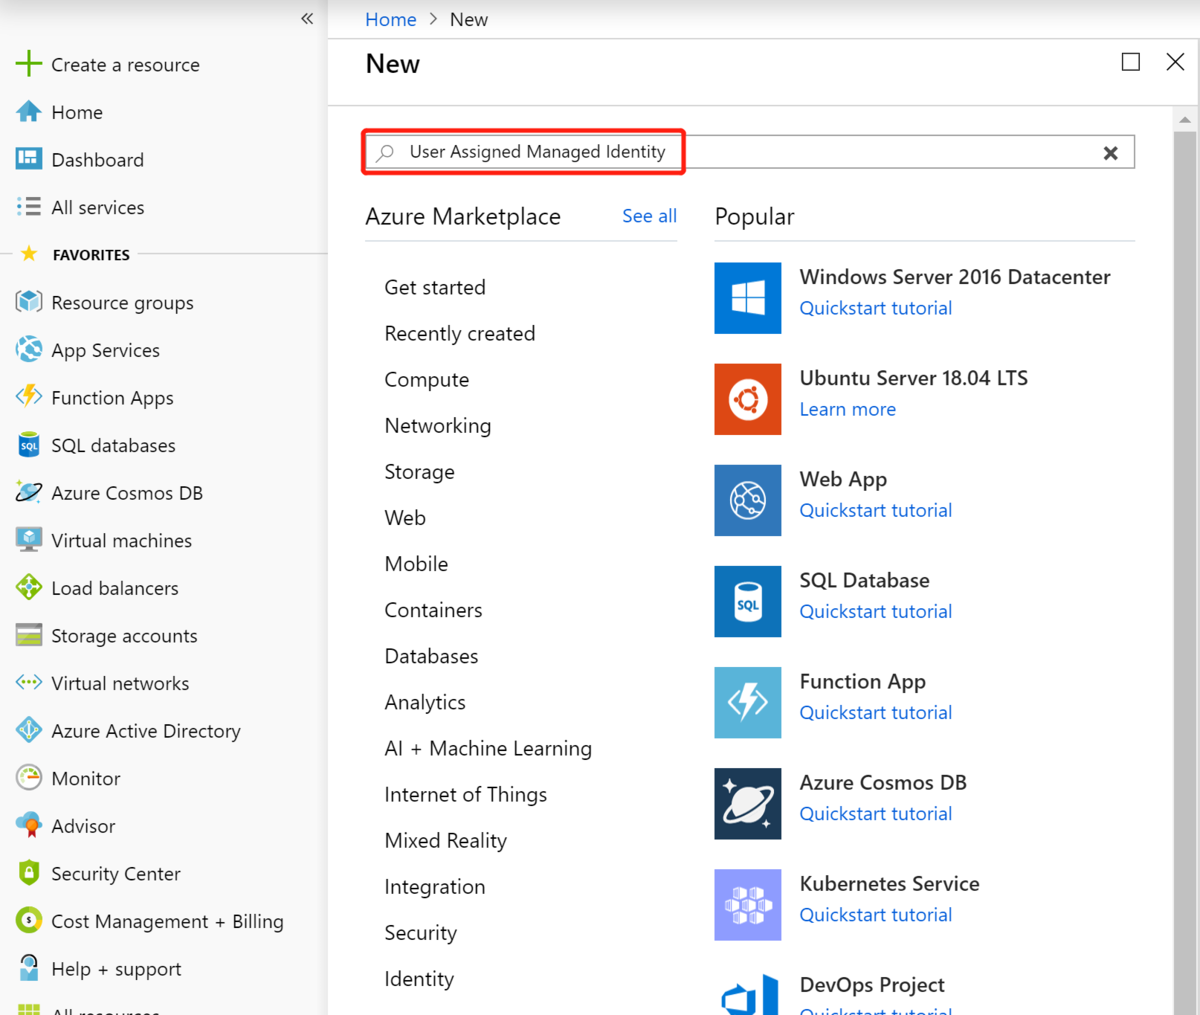 «
Create a resource
Home
Dashboard
All services
FAVORITES
Resource groups
App Services
Function Apps
SQL databases
Azure Cosmos DB
Virtual machines
Load balancers
Storage accounts
Virtual networks
Azure Active Directory
Monitor
Advisor
Security Center
Cost Management + Billing
Help + support
All resources
Home > New
New
User Assigned Managed Identity
Azure Marketplace
See all
Get started
Recently created
Compute
Networking
Storage
Web
Mobile
Containers
Databases
Analytics
AI + Machine Learning
Internet of Things
Mixed Reality
Integration
Security
Identity
Popular
Windows Server 2016 Datacenter
Quickstart tutorial
Ubuntu Server 18.04 LTS
Learn more
Web App
Quickstart tutorial
SQL
SQL Database
Quickstart tutorial
Function App
Quickstart tutorial
Azure Cosmos DB
Quickstart tutorial
Kubernetes Service
Quickstart tutorial
DevOps Project
Quickstart tutorial